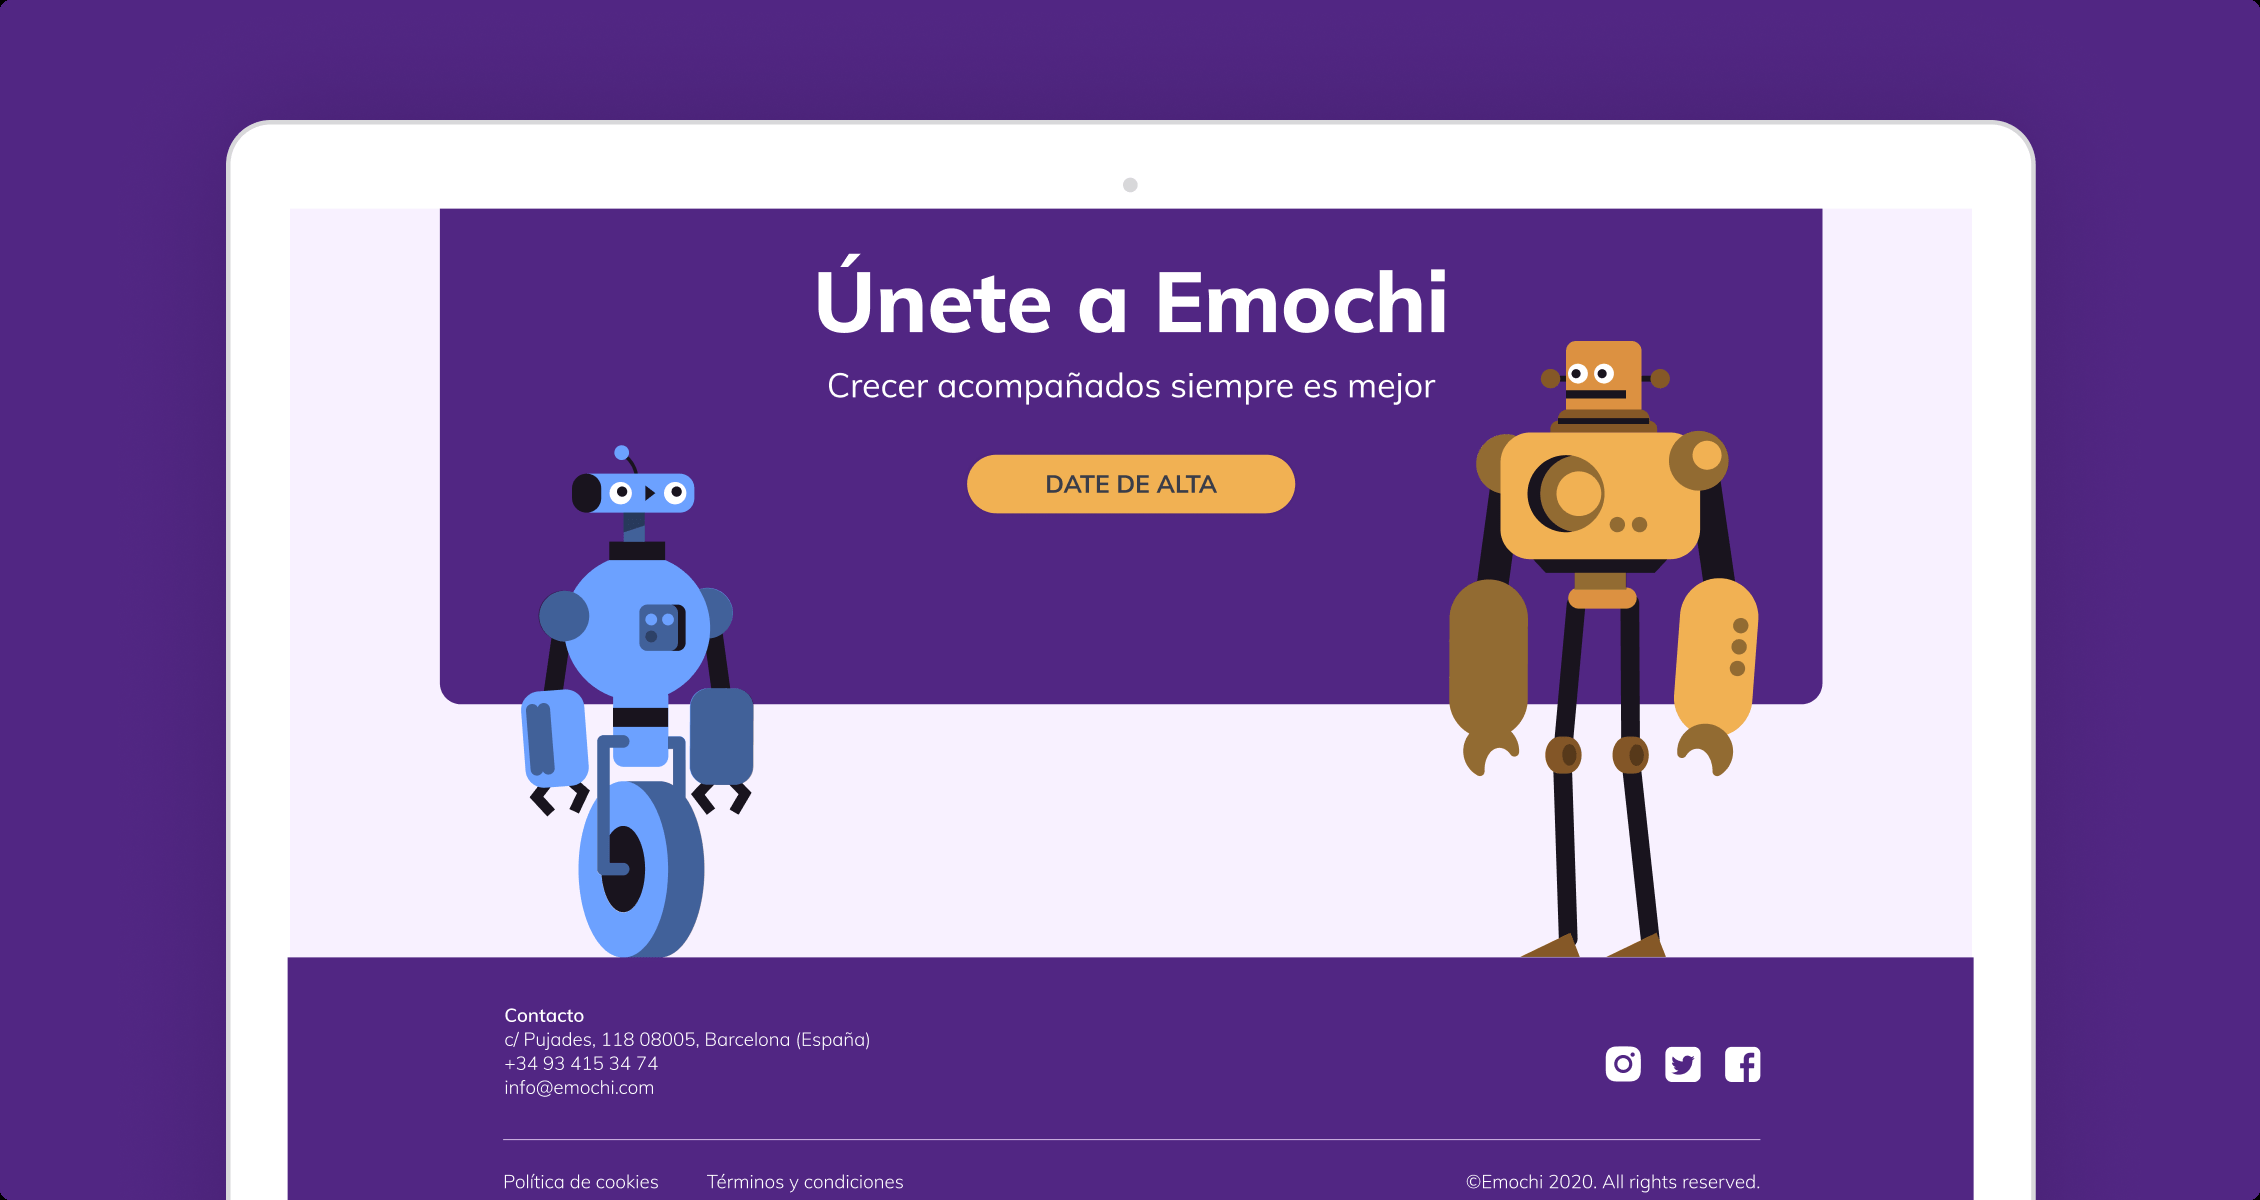 Únete a Emochi
Crecer acompañados siempre es mejor
DATE DE ALTA
Contacto
c/ Pujades, 118 08005, Barcelona (España)
+34 93 415 34 74
info@emochi.com
Política de cookies
Términos y condiciones
©Emochi 2020. All rights reserved.